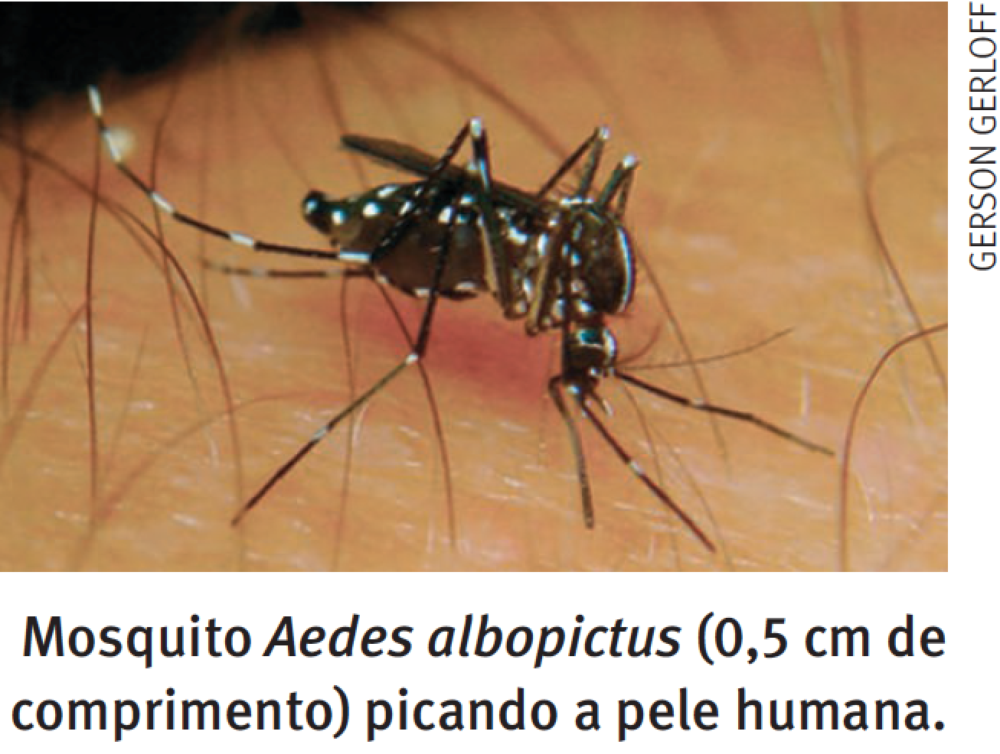 GERSON GERLOFF
Mosquito Aedes albopictus (0,5 cm de
comprimento) picando a pele humana.